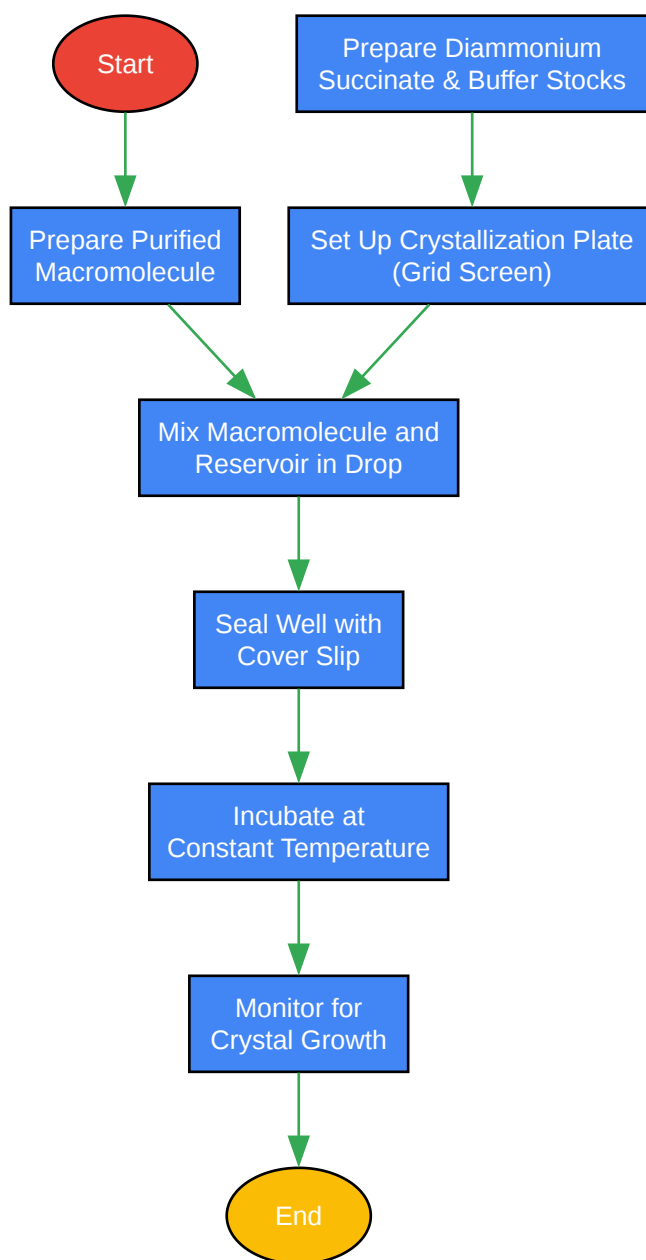 Start
Prepare Diammonium
Succinate & Buffer Stocks
Prepare Purified
Macromolecule
Set Up Crystallization Plate
(Grid Screen)
Mix Macromolecule and
Reservoir in Drop
Seal Well with
Cover Slip
Incubate at
Constant Temperature
Monitor for
Crystal Growth
End